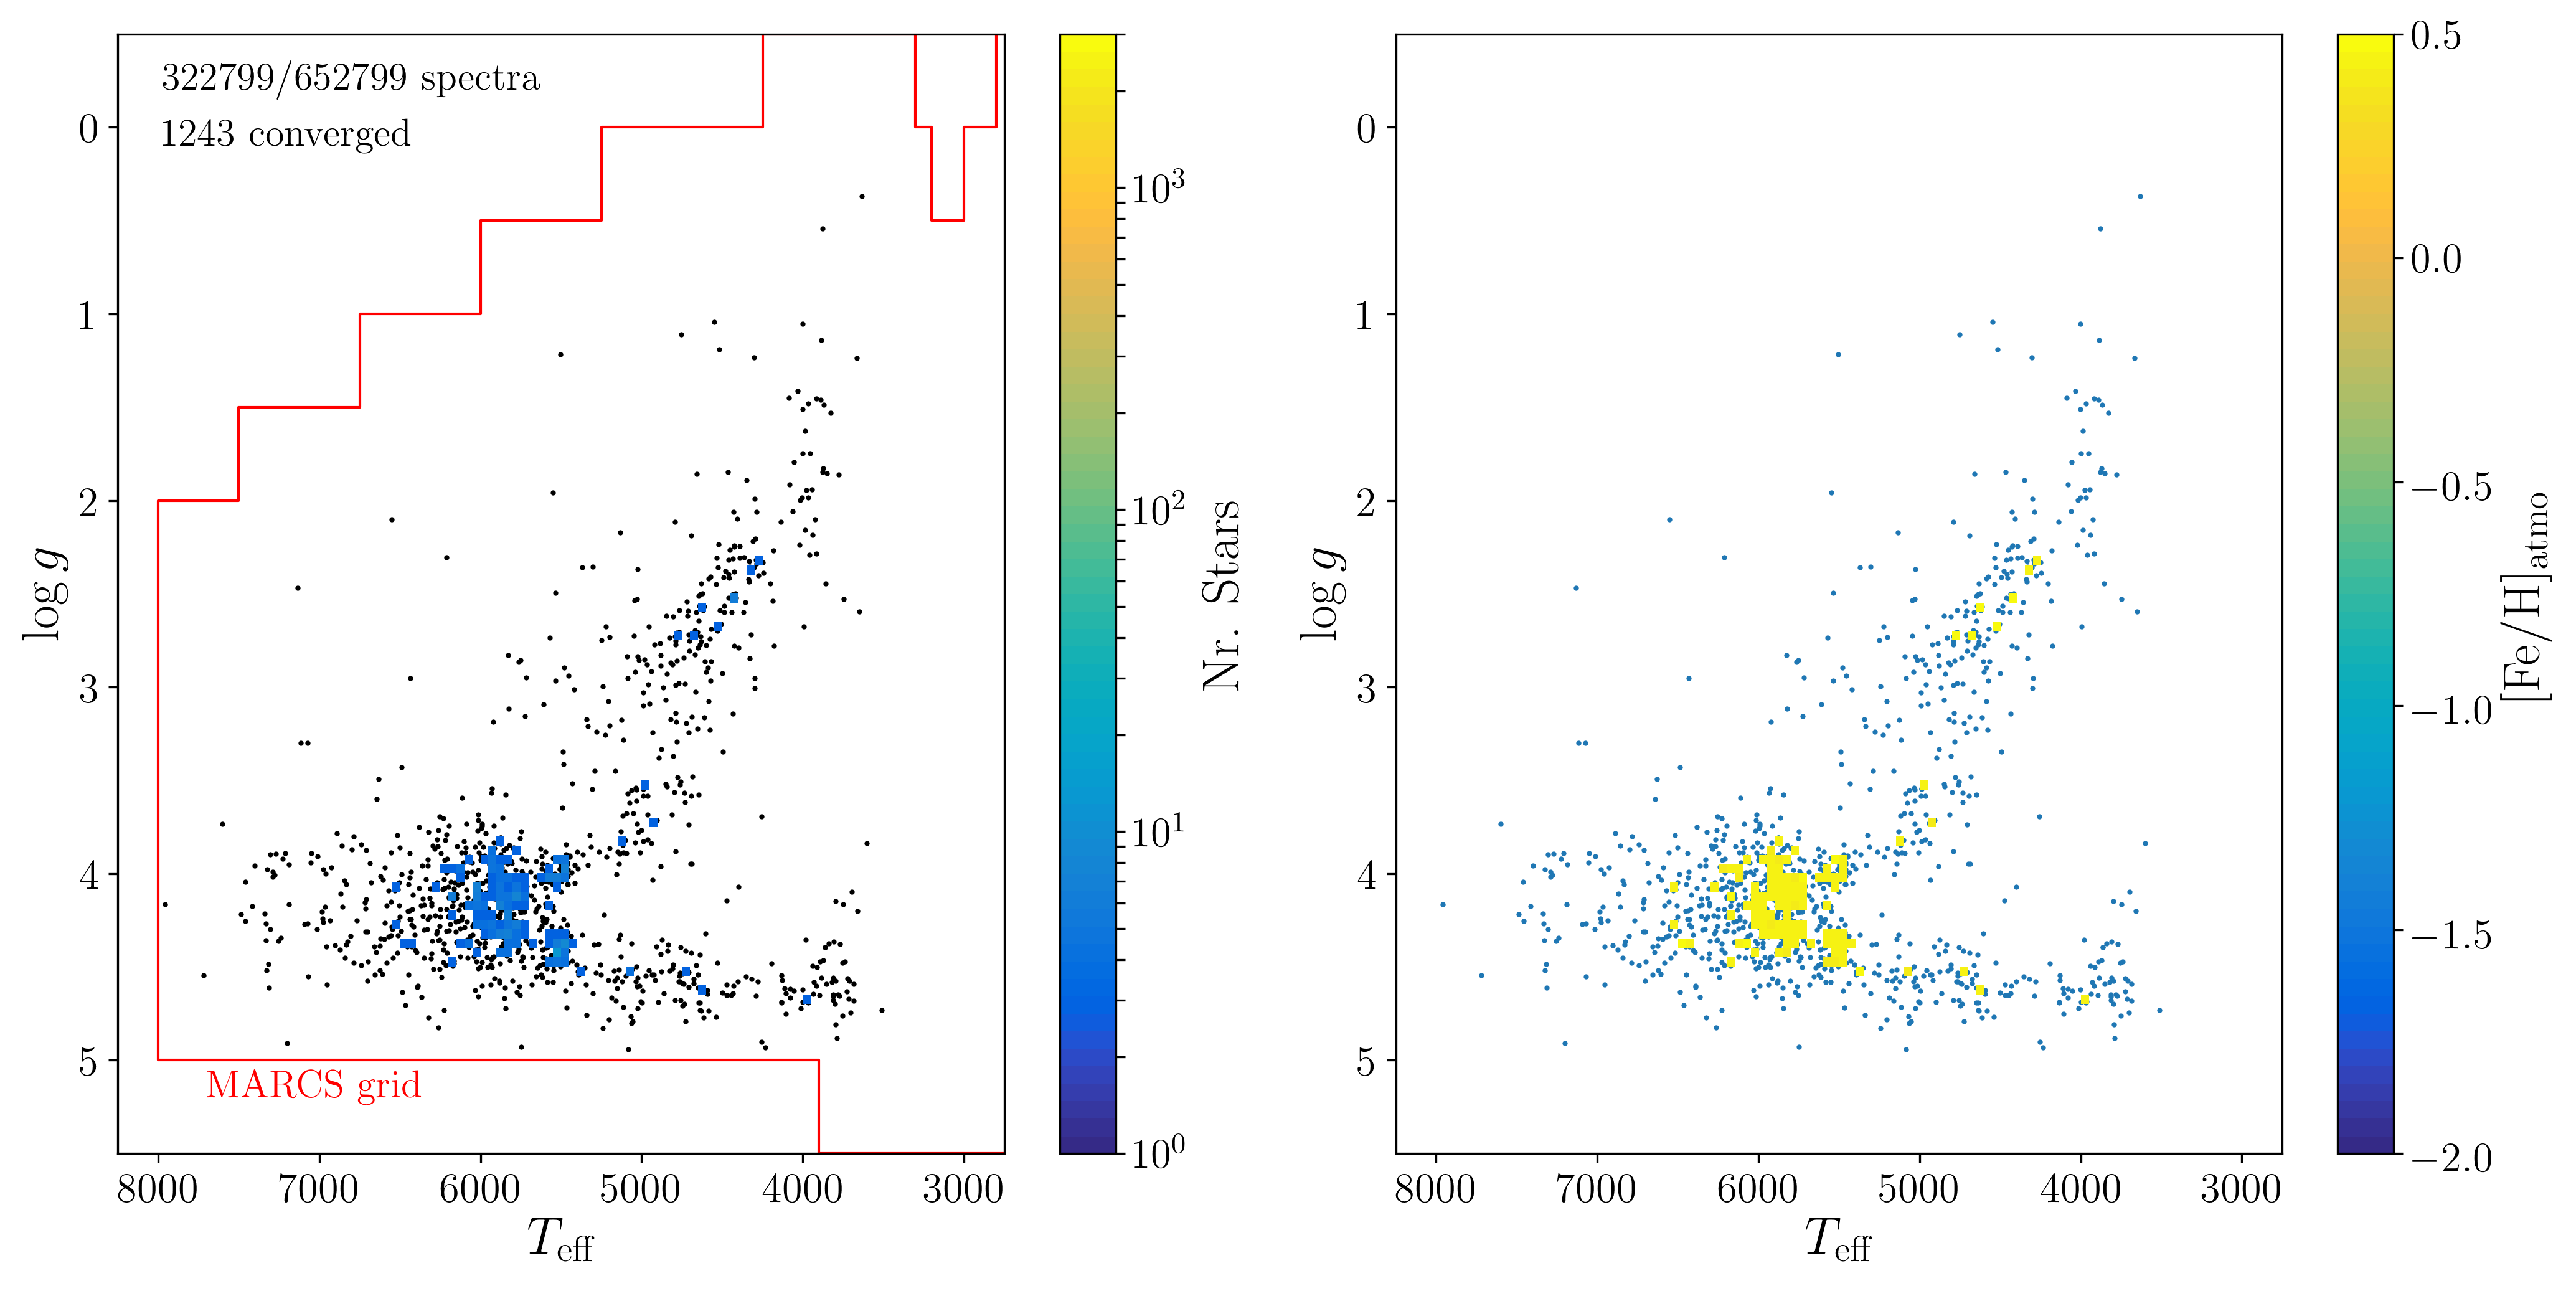 322799/652799 spectra
1243 converged
0
1
2
3
4
5
log g
8000 7000 6000 5000 4000 3000
T_eff
MARCS grid
10^3
10^2
10^1
10^0
Nr. Stars
0
1
2
3
4
5
log g
8000 7000 6000 5000 4000 3000
T_eff
0.5
0.0
−0.5
−1.0
−1.5
−2.0
[Fe/H]_atmo